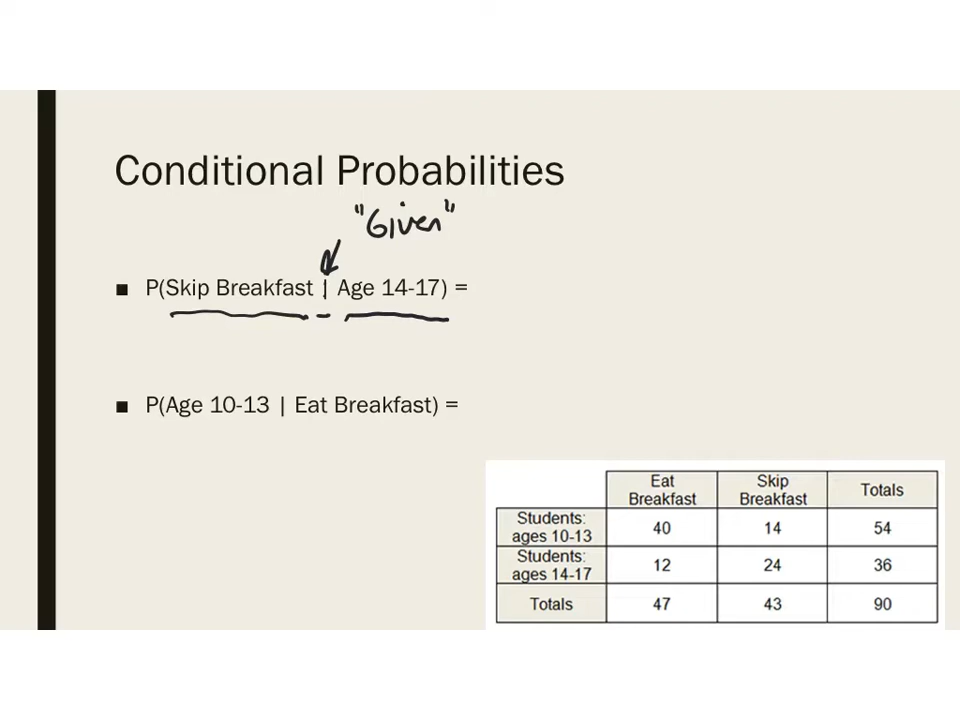 Conditional Probabilities
"Given"
■ P(Skip Breakfast | Age 14-17) =
■ P(Age 10-13 | Eat Breakfast) =
Eat Breakfast Skip Breakfast Totals
Students: ages 10-13 40 14 54
Students: ages 14-17 12 24 36
Totals 47 43 90